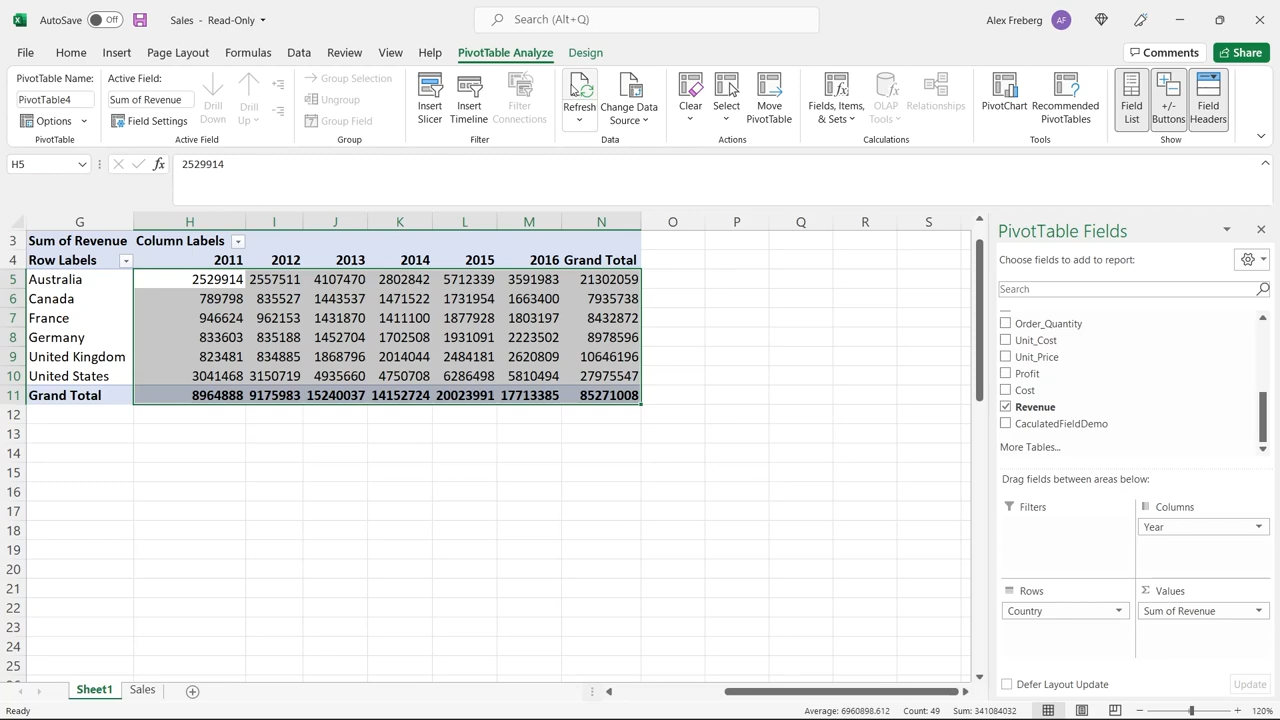 AutoSave Off Sales - Read-Only Search (Alt+Q) Alex Freberg AF
File Home Insert Page Layout Formulas Data Review View Help PivotTable Analyze Design Comments Share
PivotTable Name:
PivotTable4
Options
PivotTable
Active Field:
Sum of Revenue
Field Settings
Drill Down
Drill Up
Active Field
Group Selection
Ungroup
Group Field
Group
Insert Slicer
Insert Timeline
Filter Connections
Filter
Refresh
Change Data Source
Data
Clear
Select
Move PivotTable
Actions
Fields, Items, & Sets
OLAP Tools
Relationships
Calculations
PivotChart
Recommended PivotTables
Tools
Field List
+/- Buttons
Field Headers
Show
H5 fx 2529914
G H I J K L M N O P Q R S
3 Sum of Revenue Column Labels
4 Row Labels 2011 2012 2013 2014 2015 2016 Grand Total
5 Australia 2529914 2557511 4107470 2802842 5712339 3591983 21302059
6 Canada 789798 835527 1443537 1471522 1731954 1663400 7935738
7 France 946624 962153 1431870 1411100 1877928 1803197 8432872
8 Germany 833603 835188 1452704 1702508 1931091 2223502 8978596
9 United Kingdom 823481 834885 1868796 2014044 2484181 2620809 10646196
10 United States 3041468 3150719 4935660 4750708 6286498 5810494 27975547
11 Grand Total 8964888 9175983 15240037 14152724 20023991 17713385 85271008
12
13
14
15
16
17
18
19
20
21
22
23
24
25
PivotTable Fields
Choose fields to add to report:
Search
Order_Quantity
Unit_Cost
Unit_Price
Profit
Cost
Revenue
CaculatedFieldDemo
More Tables...
Drag fields between areas below:
Filters
Columns
Year
Rows
Country
Values
Sum of Revenue
Defer Layout Update Update
Sheet1 Sales
Ready Average: 6960898.612 Count: 49 Sum: 341084032 120%